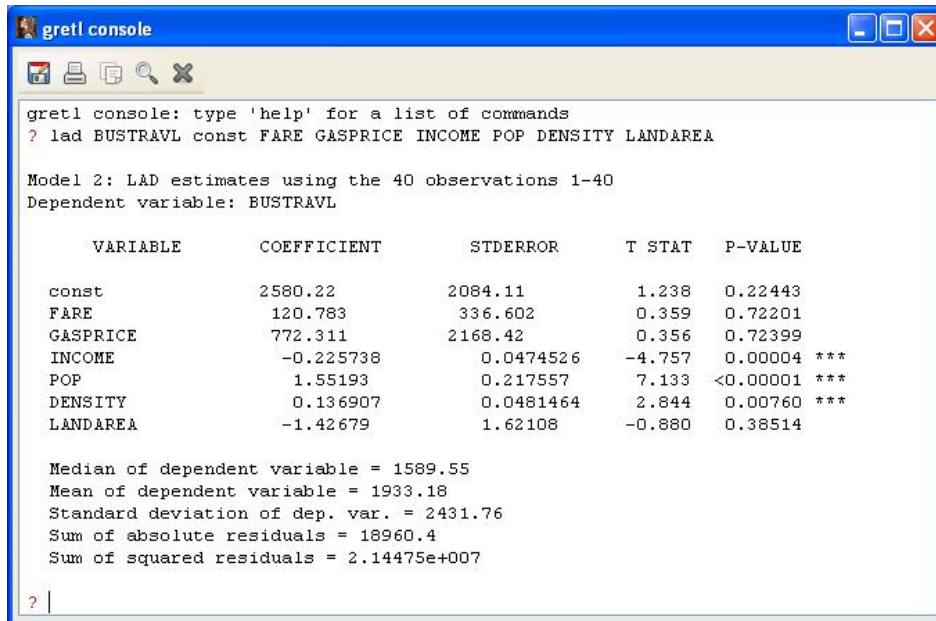 gretl console
gretl console: type 'help' for a list of commands
? lad BUSTRAVL const FARE GASPRICE INCOME POP DENSITY LANDAREA
Model 2: LAD estimates using the 40 observations 1-40
Dependent variable: BUSTRAVL
VARIABLE COEFFICIENT STDERROR T STAT P-VALUE
const 2580.22 2084.11 1.238 0.22443
FARE 120.783 336.602 0.359 0.72201
GASPRICE 772.311 2168.42 0.356 0.72399
INCOME -0.225738 0.0474526 -4.757 0.00004 ***
POP 1.55193 0.217557 7.133 <0.00001 ***
DENSITY 0.136907 0.0481464 2.844 0.00760 ***
LANDAREA -1.42679 1.62108 -0.880 0.38514
Median of dependent variable = 1589.55
Mean of dependent variable = 1933.18
Standard deviation of dep. var. = 2431.76
Sum of absolute residuals = 18960.4
Sum of squared residuals = 2.14475e+007
?